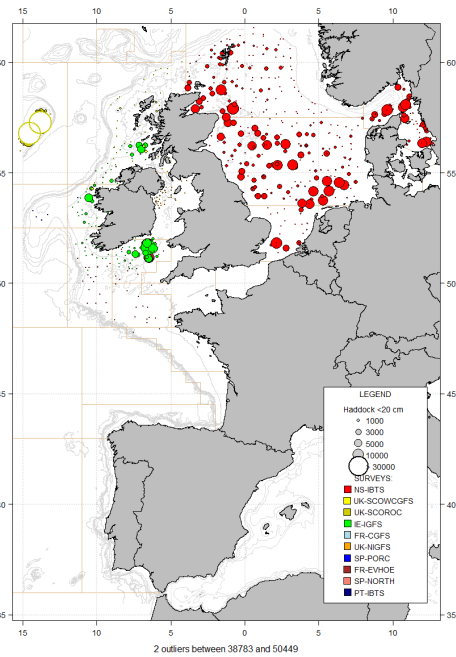 15 10 5 0 5 10
60 60
55 55
50 50
45 45
40 40
35 35
LEGEND
Haddock <20 cm
1000
3000
5000
10000
30000
SURVEYS:
NS-IBTS
UK-SCOWCGFS
UK-SCOROC
IE-IGFS
FR-CGFS
UK-NIGFS
SP-PORC
FR-EVHOE
SP-NORTH
PT-IBTS
15 10 5 0 5 10
2 outliers between 38783 and 50449